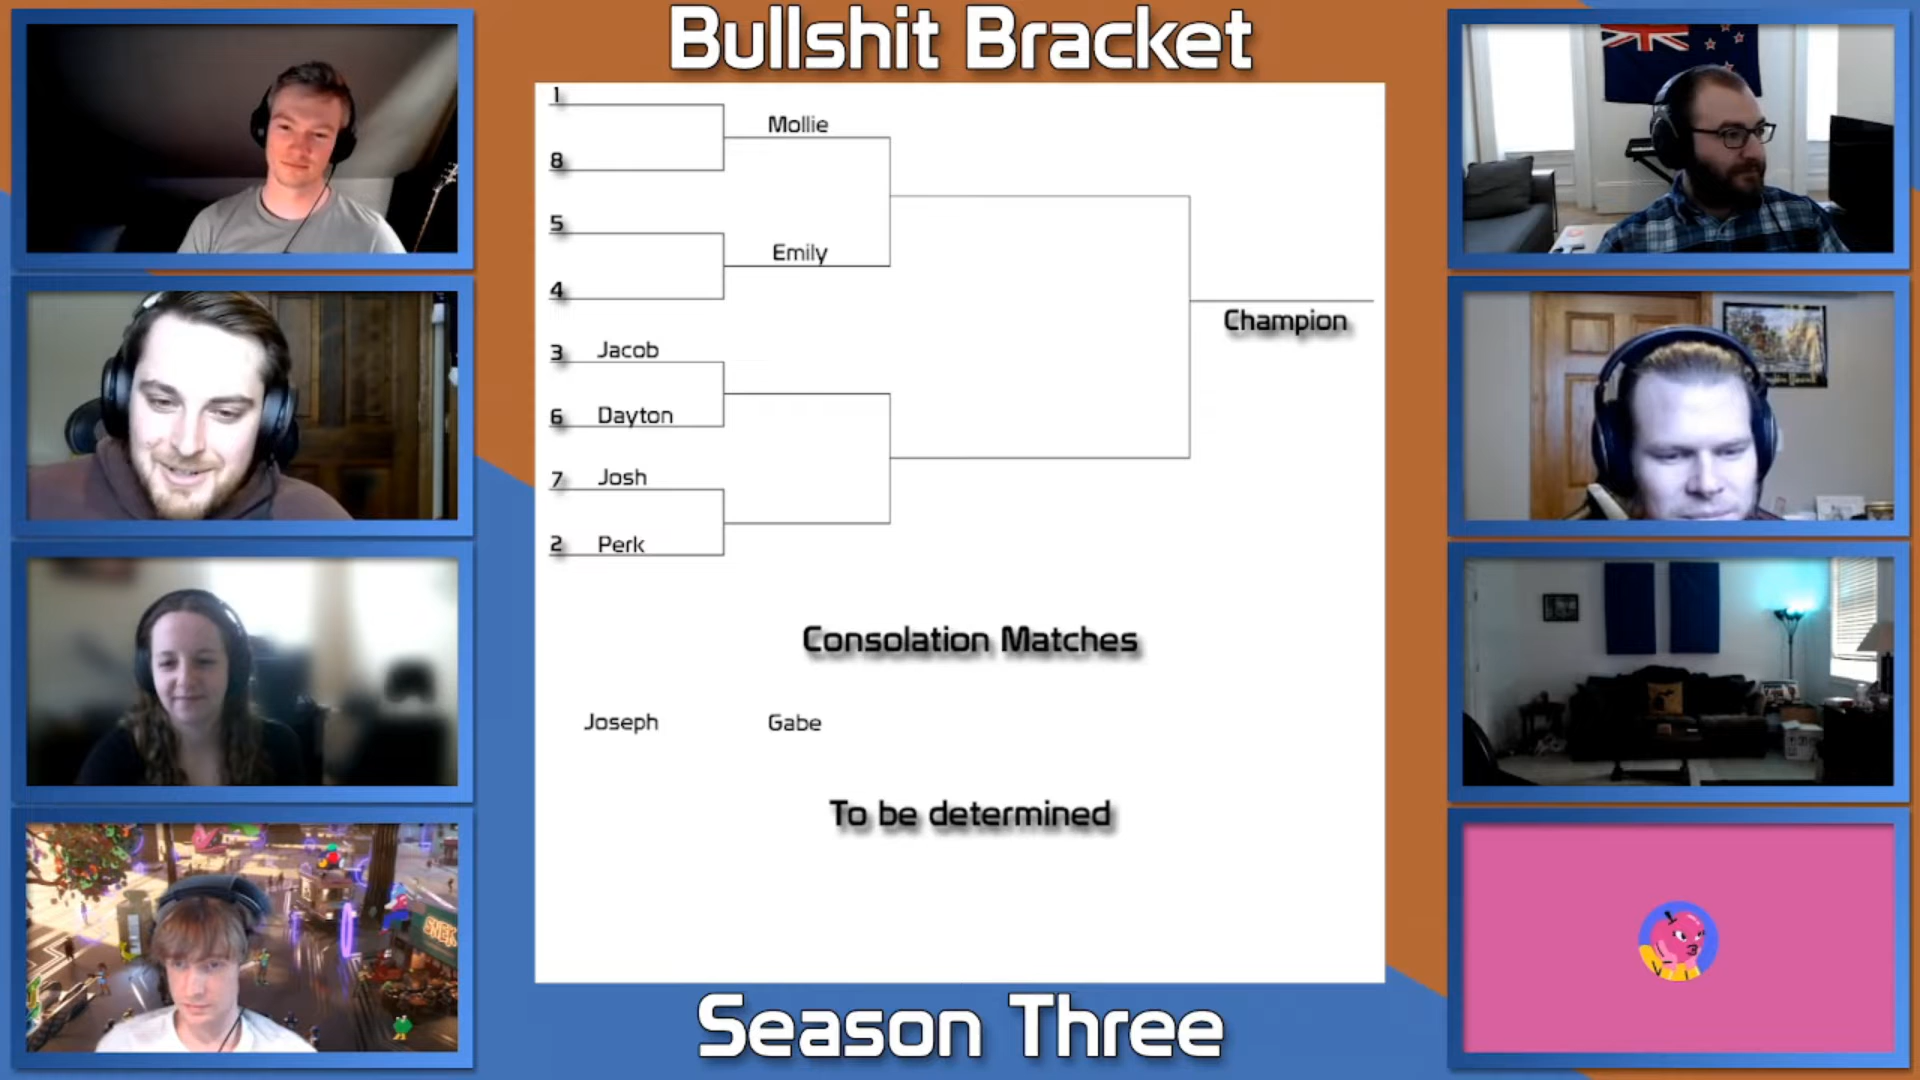 Bullshit Bracket
1
Mollie
8
5
Emily
4
Champion
3 Jacob
6 Dayton
7 Josh
2 Perk
Consolation Matches
Joseph Gabe
To be determined
Season Three